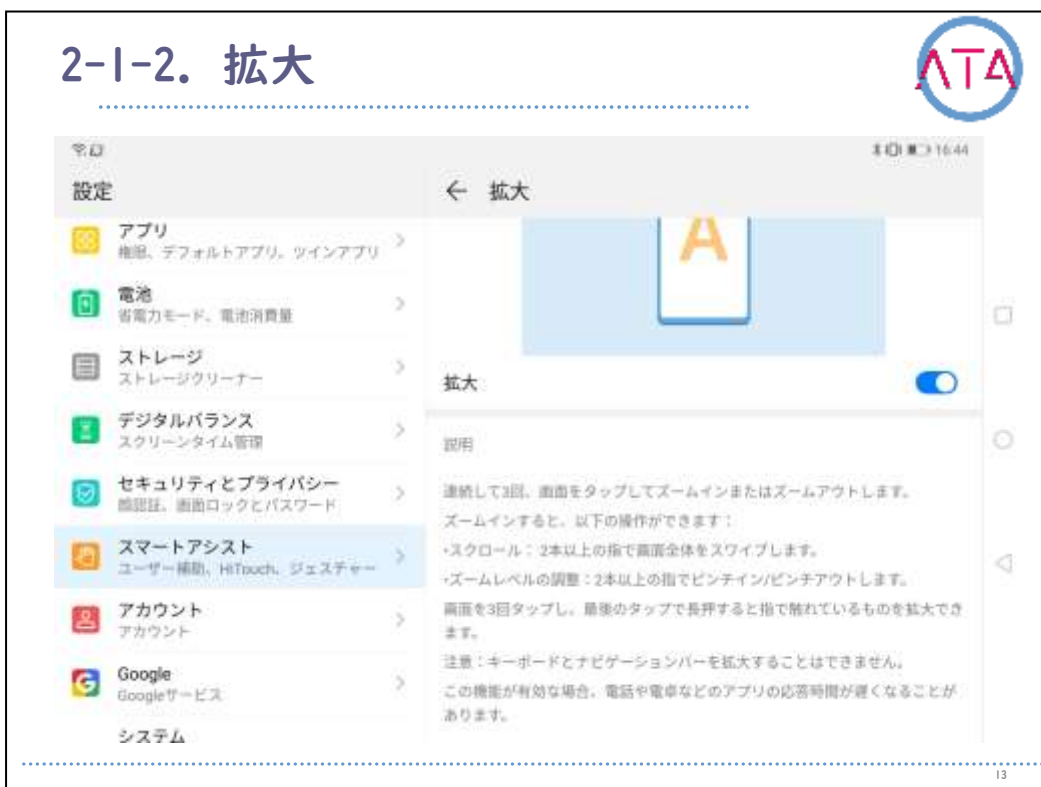 2-1-2. 拡大
ATA
16:44
設定
← 拡大
アプリ
権限、デフォルトアプリ、ツインアプリ
電池
省電力モード、電池消費量
ストレージ
ストレージクリーナー
デジタルバランス
スクリーンタイム管理
セキュリティとプライバシー
顔認証、画面ロックとパスワード
スマートアシスト
ユーザー補助、HiTouch、ジェスチャー
アカウント
アカウント
Google
Googleサービス
システム
A
拡大
説明
連続して3回、画面をタップしてズームインまたはズームアウトします。
ズームインすると、以下の操作ができます：
•スクロール： 2本以上の指で画面全体をスワイプします。
•ズームレベルの調整：2本以上の指でピンチイン/ピンチアウトします。
画面を3回タップし、最後のタップで長押すると指で触れているものを拡大でき
ます。
注意：キーボードとナビゲーションバーを拡大することはできません。
この機能が有効な場合、電話や電卓などのアプリの応答時間が遅くなることが
あります。
13